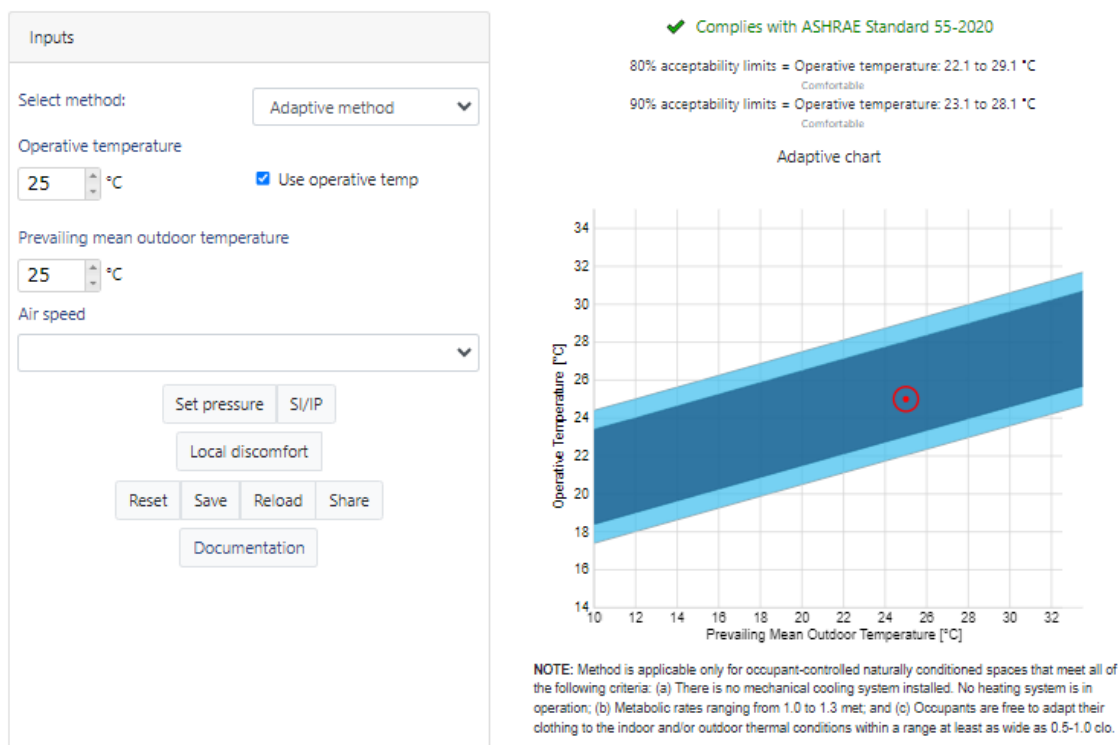 Inputs
Select method:
Adaptive method
Operative temperature
25 °C
Use operative temp
Prevailing mean outdoor temperature
25 °C
Air speed
Set pressure
SI/IP
Local discomfort
Reset
Save
Reload
Share
Documentation
Complies with ASHRAE Standard 55-2020
80% acceptability limits = Operative temperature: 22.1 to 29.1 °C
Comfortable
90% acceptability limits = Operative temperature: 23.1 to 28.1 °C
Comfortable
Adaptive chart
Operative Temperature [°C]
34
32
30
28
26
24
22
20
18
16
14
10 12 14 16 18 20 22 24 26 28 30 32
Prevailing Mean Outdoor Temperature [°C]
NOTE: Method is applicable only for occupant-controlled naturally conditioned spaces that meet all of
the following criteria: (a) There is no mechanical cooling system installed. No heating system is in
operation; (b) Metabolic rates ranging from 1.0 to 1.3 met; and (c) Occupants are free to adapt their
clothing to the indoor and/or outdoor thermal conditions within a range at least as wide as 0.5-1.0 clo.